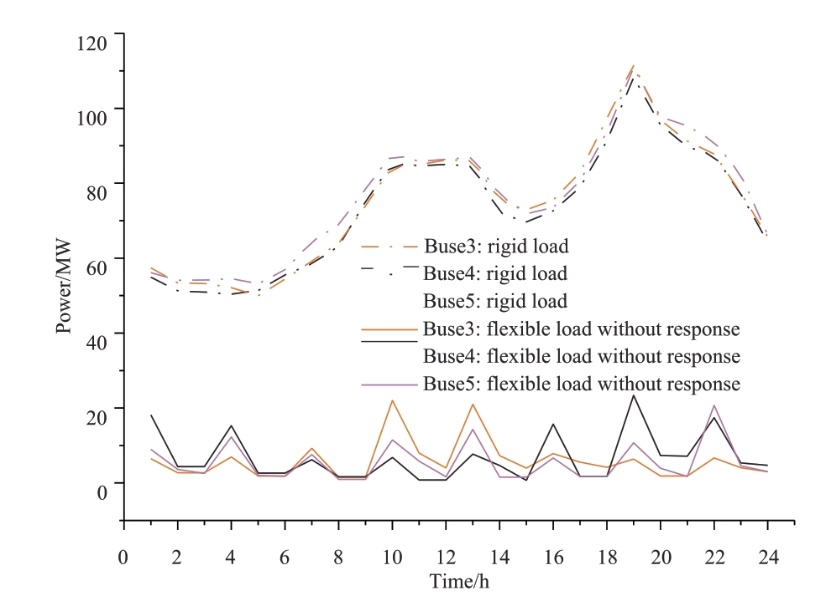 120
100
80
60
40
20
0
Power/MW
Buse3: rigid load
Buse4: rigid load
Buse5: rigid load
Buse3: flexible load without response
Buse4: flexible load without response
Buse5: flexible load without response
0 2 4 6 8 10 12 14 16 18 20 22 24
Time/h